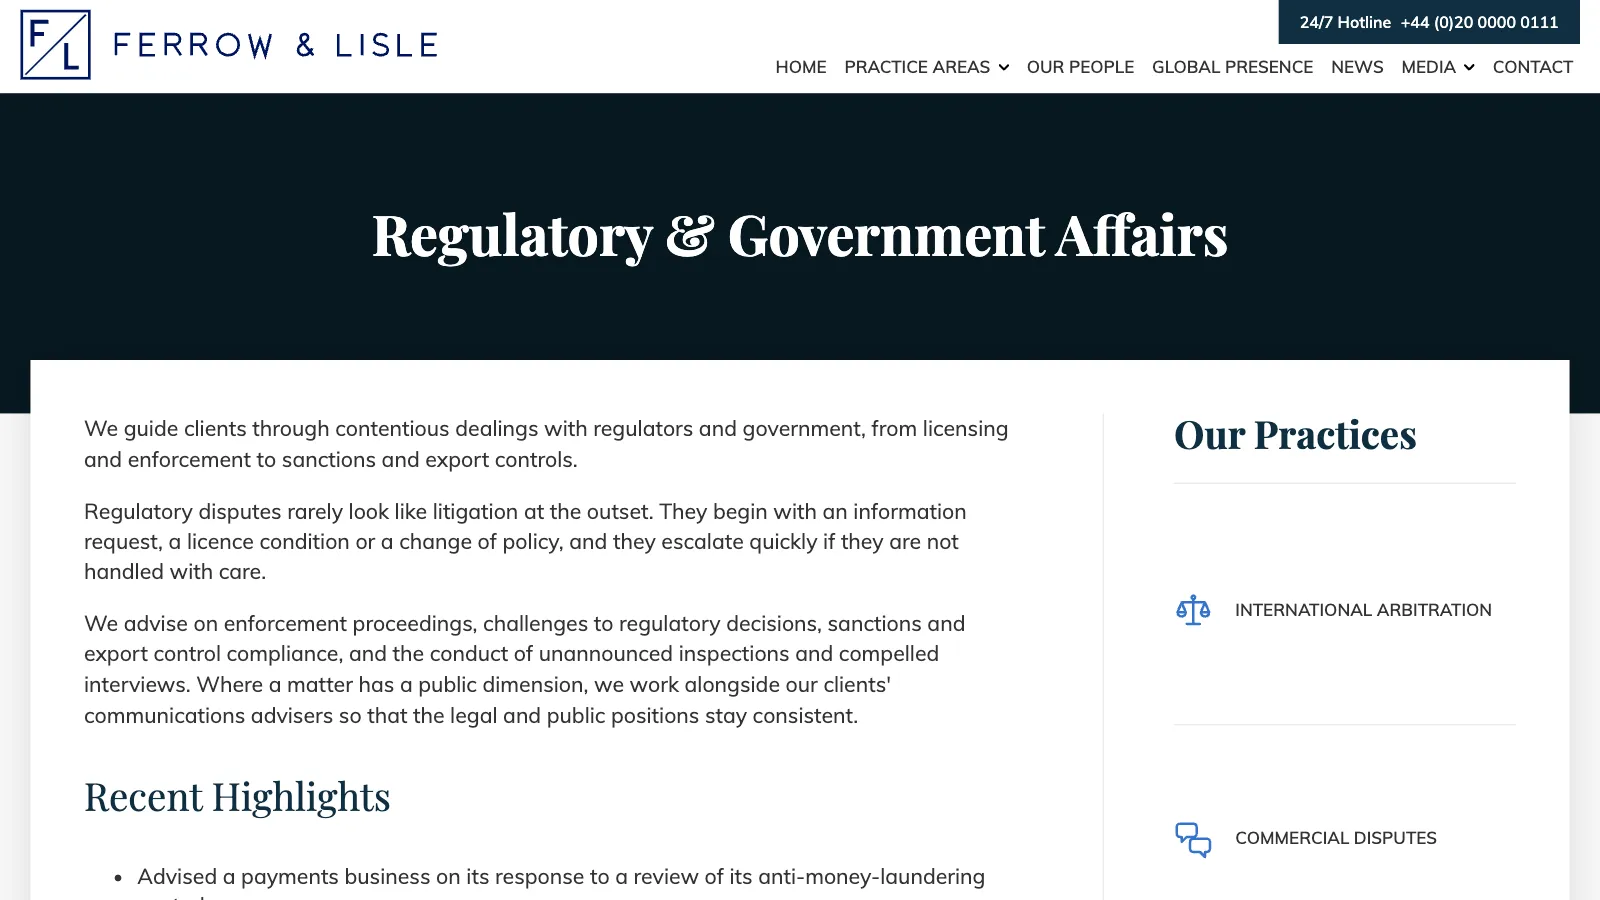 F L FERROW & LISLE
24/7 Hotline +44 (0)20 0000 0111
HOME PRACTICE AREAS OUR PEOPLE GLOBAL PRESENCE NEWS MEDIA CONTACT
Regulatory & Government Affairs
We guide clients through contentious dealings with regulators and government, from licensing
and enforcement to sanctions and export controls.
Regulatory disputes rarely look like litigation at the outset. They begin with an information
request, a licence condition or a change of policy, and they escalate quickly if they are not
handled with care.
We advise on enforcement proceedings, challenges to regulatory decisions, sanctions and
export control compliance, and the conduct of unannounced inspections and compelled
interviews. Where a matter has a public dimension, we work alongside our clients'
communications advisers so that the legal and public positions stay consistent.
Recent Highlights
• Advised a payments business on its response to a review of its anti-money-laundering
Our Practices
INTERNATIONAL ARBITRATION
COMMERCIAL DISPUTES